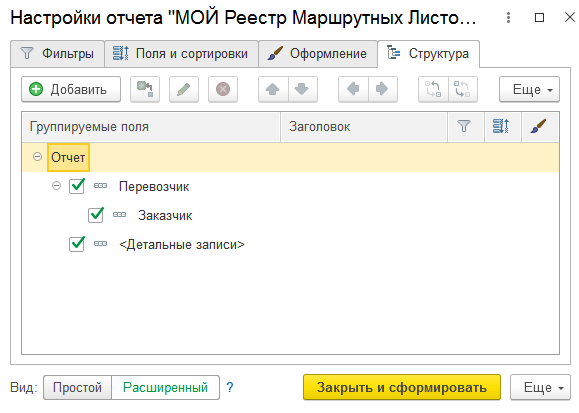 Настройки отчета "МОЙ Реестр Маршрутных Листо...
Фильтры Поля и сортировки Оформление Структура
Добавить Еще
Группируемые поля Заголовок
Отчет
Перевозчик
Заказчик
<Детальные записи>
Вид: Простой Расширенный ? Закрыть и сформировать Еще